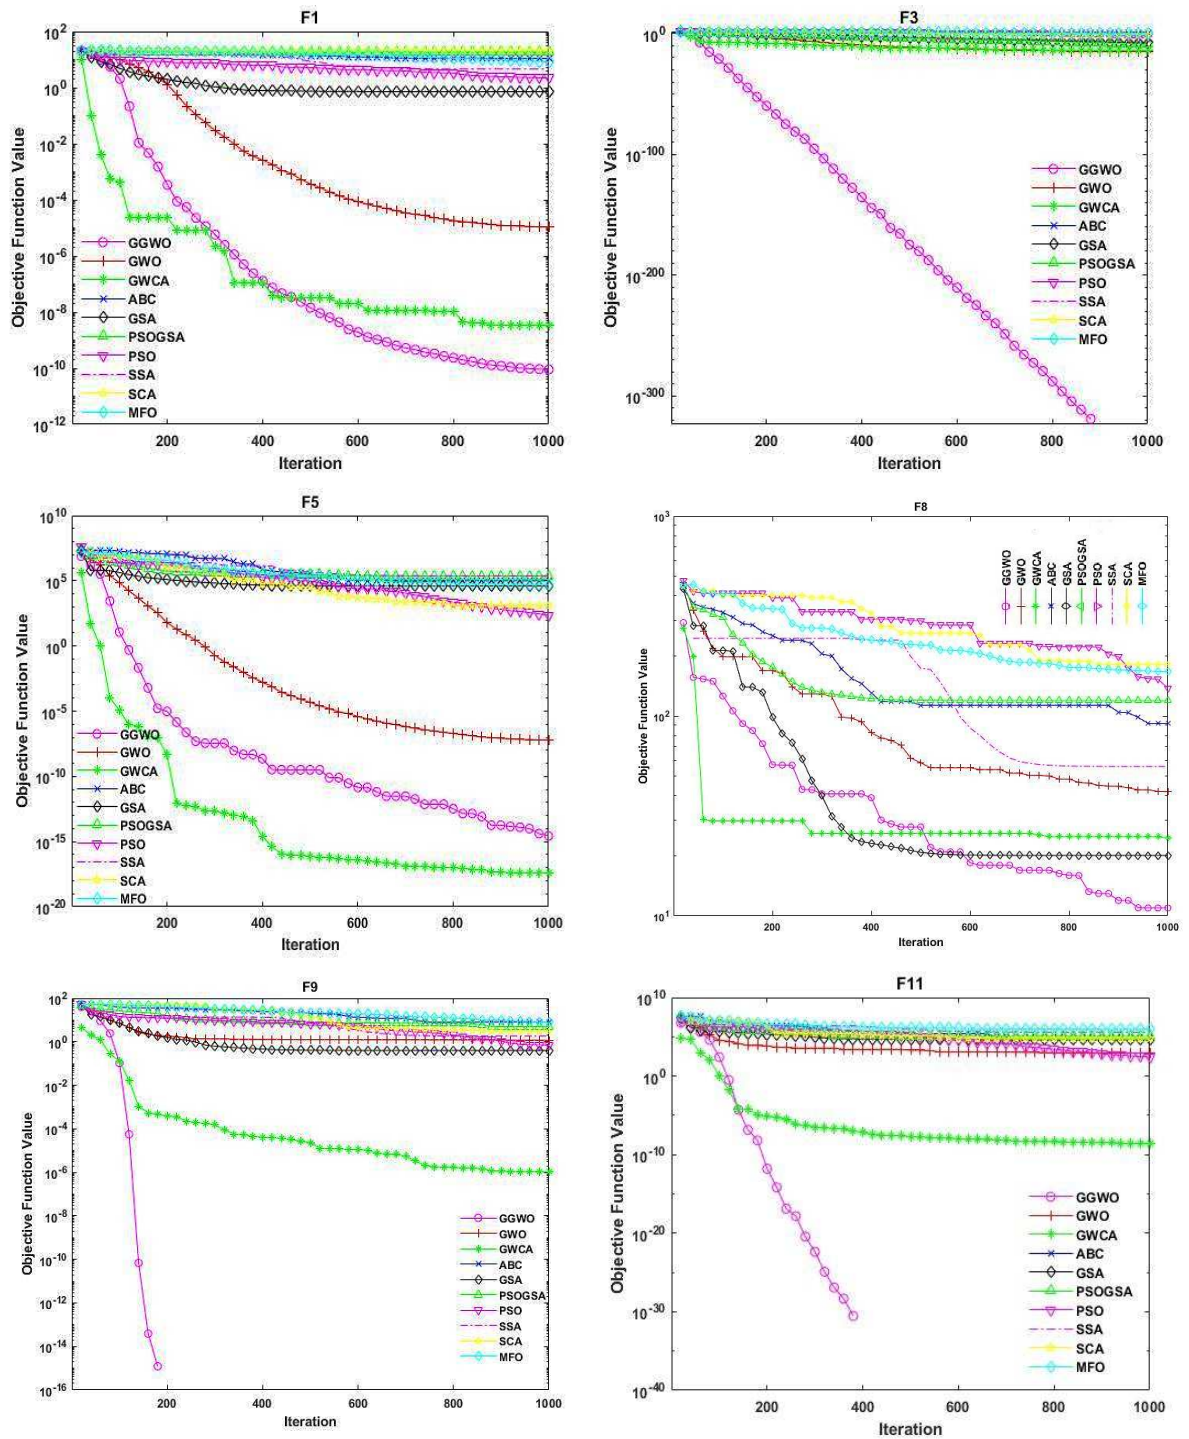 F1
10^2
10^0
10^-2
10^-4
10^-6
10^-8
10^-10
10^-12
Objective Function Value
GGWO
GWO
GWCA
ABC
GSA
PSOGSA
PSO
SSA
SCA
MFO
200 400 600 800 1000
Iteration
F3
10^0
10^-100
10^-200
10^-300
Objective Function Value
GGWO
GWO
GWCA
ABC
GSA
PSOGSA
PSO
SSA
SCA
MFO
200 400 600 800 1000
Iteration
F5
10^10
10^5
10^0
10^-5
10^-10
10^-15
10^-20
Objective Function Value
GGWO
GWO
GWCA
ABC
GSA
PSOGSA
PSO
SSA
SCA
MFO
200 400 600 800 1000
Iteration
F8
10^3
10^2
10^1
Objective Function Value
GGWO
GWO
GWCA
ABC
GSA
PSOGSA
PSO
SSA
SCA
MFO
200 400 600 800 1000
Iteration
F9
10^2
10^0
10^-2
10^-4
10^-6
10^-8
10^-10
10^-12
10^-14
10^-16
Objective Function Value
GGWO
GWO
GWCA
ABC
GSA
PSOGSA
PSO
SSA
SCA
MFO
200 400 600 800 1000
Iteration
F11
10^10
10^0
10^-10
10^-20
10^-30
10^-40
Objective Function Value
GGWO
GWO
GWCA
ABC
GSA
PSOGSA
PSO
SSA
SCA
MFO
200 400 600 800 1000
Iteration